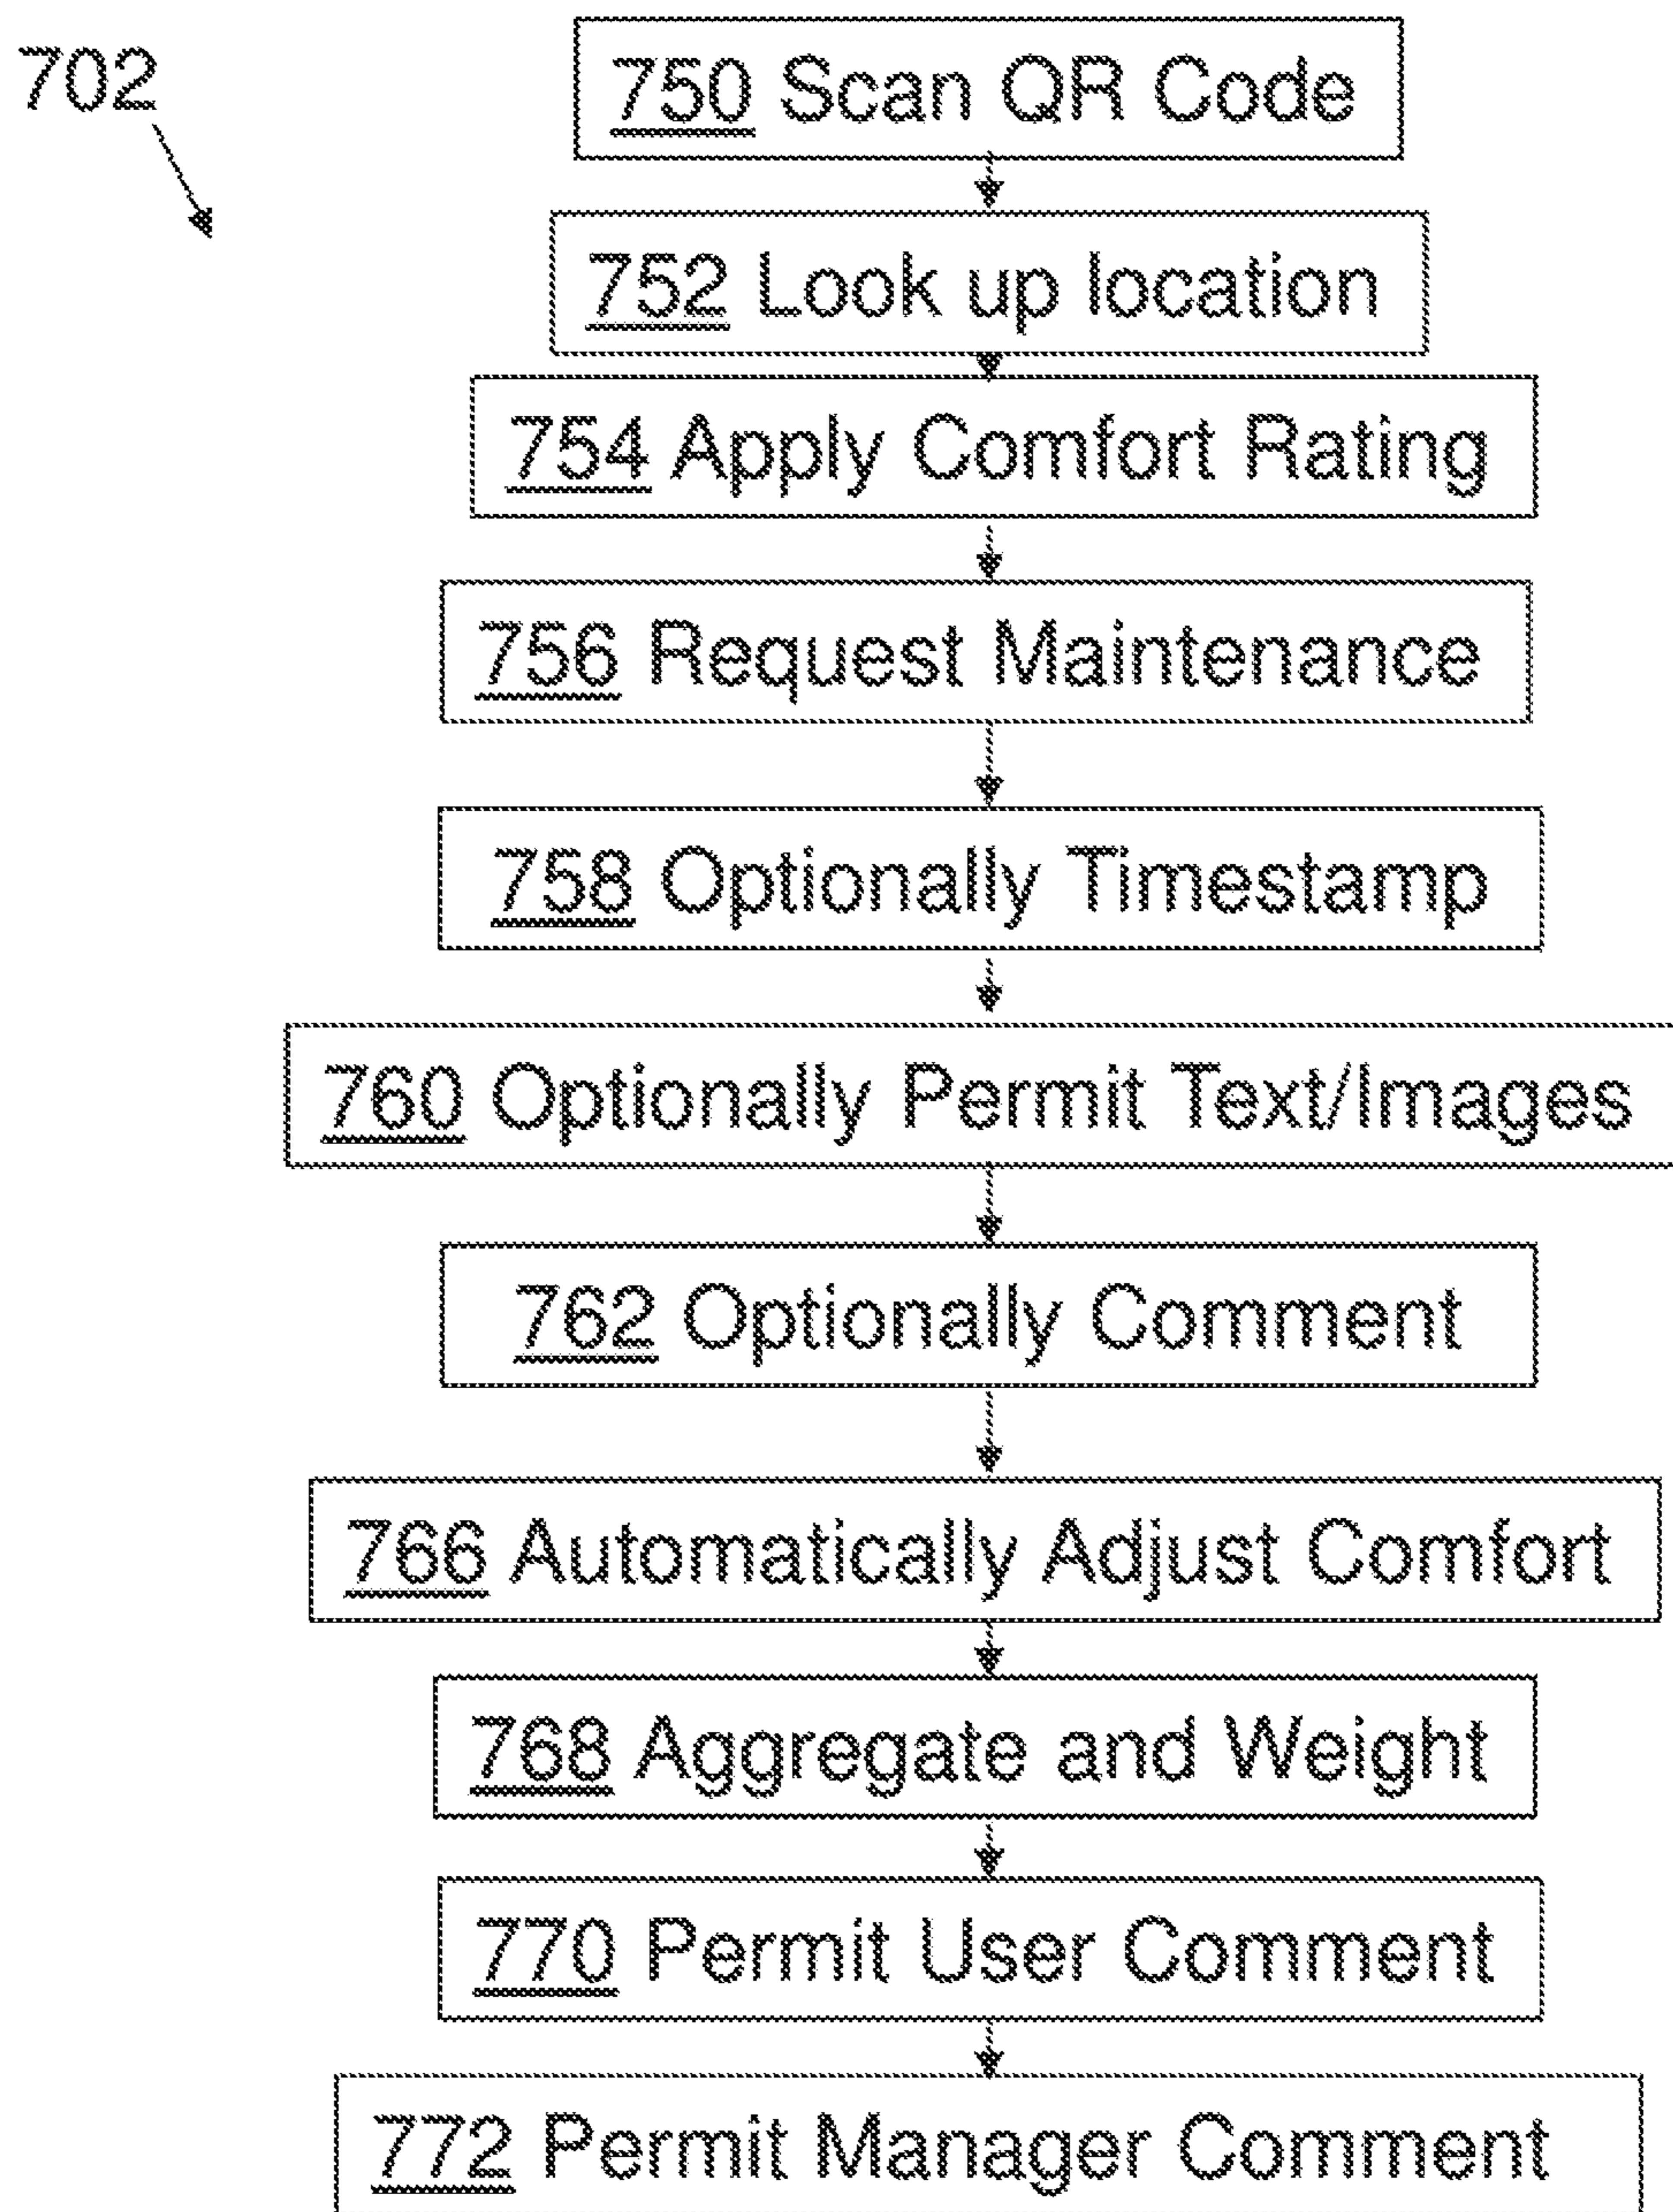 702
750 Scan QR Code
752 Look up location
754 Apply Comfort Rating
756 Request Maintenance
758 Optionally Timestamp
760 Optionally Permit Text/Images
762 Optionally Comment
766 Automatically Adjust Comfort
768 Aggregate and Weight
770 Permit User Comment
772 Permit Manager Comment